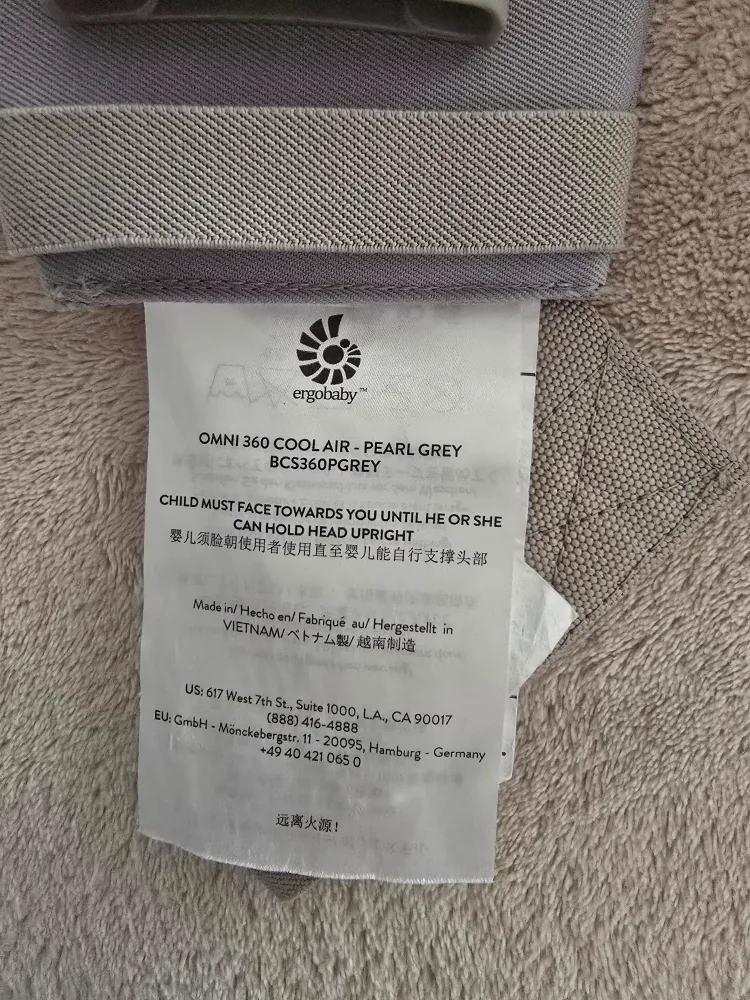 ergobaby™
OMNI 360 COOL AIR - PEARL GREY
BCS360PGREY
CHILD MUST FACE TOWARDS YOU UNTIL HE OR SHE
CAN HOLD HEAD UPRIGHT
婴儿须脸朝使用者使用直至婴儿能自行支撑头部
Made in/ Hecho en/ Fabriqué au/ Hergestellt in
VIETNAM/ ベトナム製/ 越南制造
US: 617 West 7th St., Suite 1000, L.A., CA 90017
(888) 416-4888
EU: GmbH - Mönckebergstr. 11 - 20095, Hamburg - Germany
+49 40 421 065 0
远离火源!